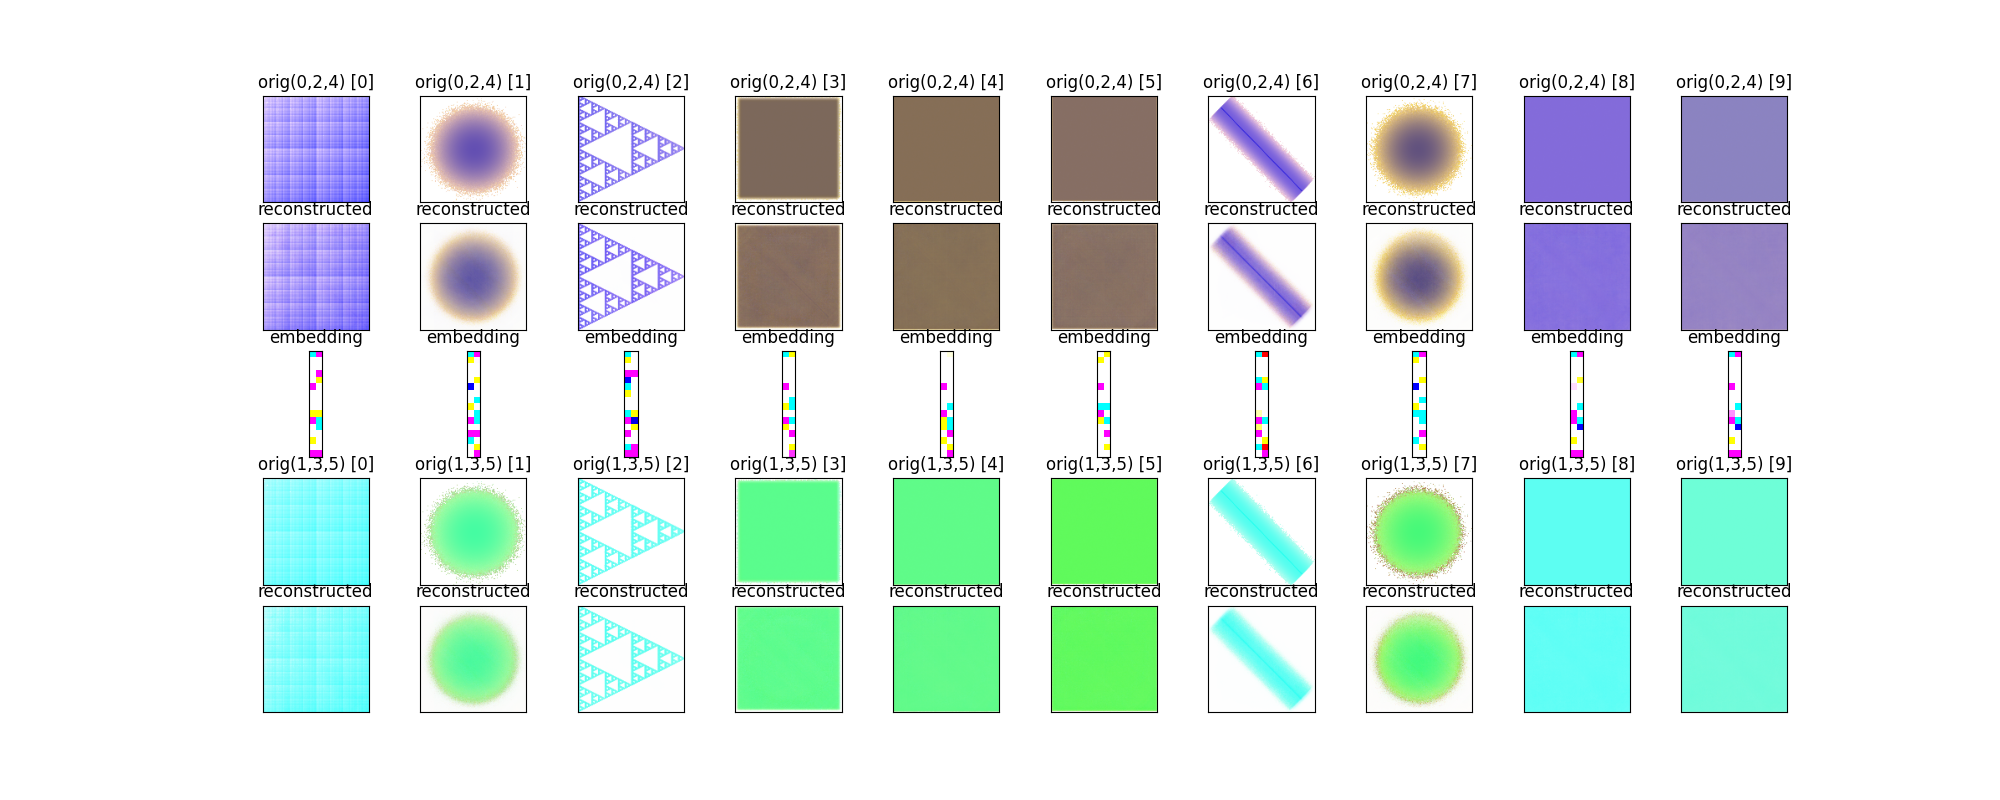 orig(0,2,4) [0] orig(0,2,4) [1] orig(0,2,4) [2] orig(0,2,4) [3] orig(0,2,4) [4] orig(0,2,4) [5] orig(0,2,4) [6] orig(0,2,4) [7] orig(0,2,4) [8] orig(0,2,4) [9]
reconstructed reconstructed reconstructed reconstructed reconstructed reconstructed reconstructed reconstructed reconstructed reconstructed
embedding embedding embedding embedding embedding embedding embedding embedding embedding embedding
orig(1,3,5) [0] orig(1,3,5) [1] orig(1,3,5) [2] orig(1,3,5) [3] orig(1,3,5) [4] orig(1,3,5) [5] orig(1,3,5) [6] orig(1,3,5) [7] orig(1,3,5) [8] orig(1,3,5) [9]
reconstructed reconstructed reconstructed reconstructed reconstructed reconstructed reconstructed reconstructed reconstructed reconstructed